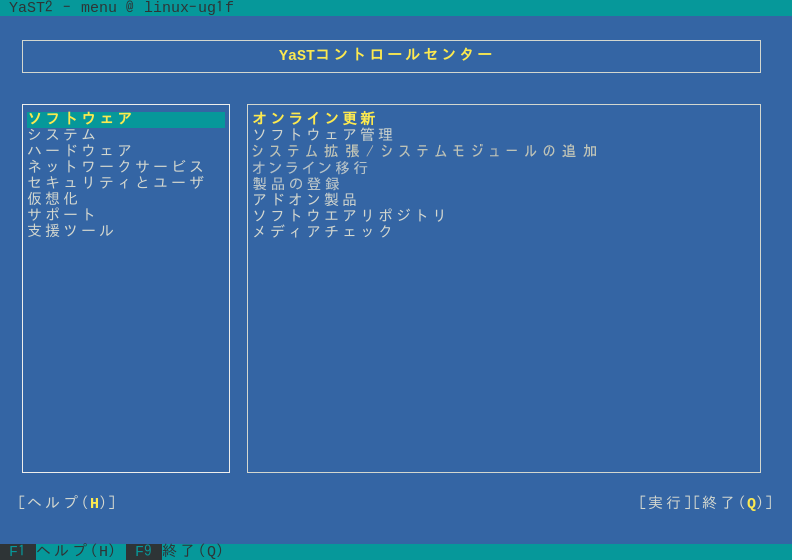 YaST2 - menu @ linux-ug1f
YaSTコントロールセンター
ソフトウェア
システム
ハードウェア
ネットワークサービス
セキュリティとユーザ
仮想化
サポート
支援ツール
オンライン更新
ソフトウェア管理
システム拡張/システムモジュールの追加
オンライン移行
製品の登録
アドオン製品
ソフトウエアリポジトリ
メディアチェック
[ヘルプ(H)] [実行][終了(Q)]
F1ヘルプ(H) F9終了(Q)